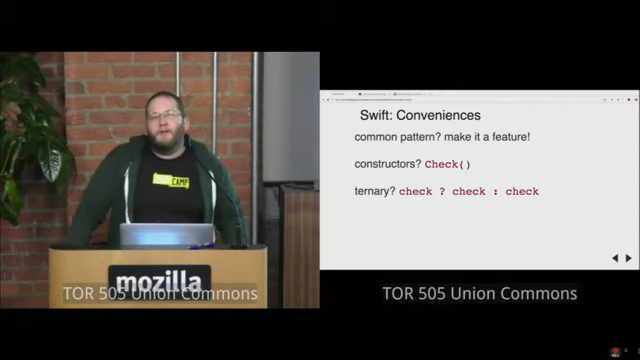 CAMP
mozilla
TOR 505 Union Commons
Swift: Conveniences
common pattern? make it a feature!
constructors? Check()
ternary? check ? check : check
TOR 505 Union Commons